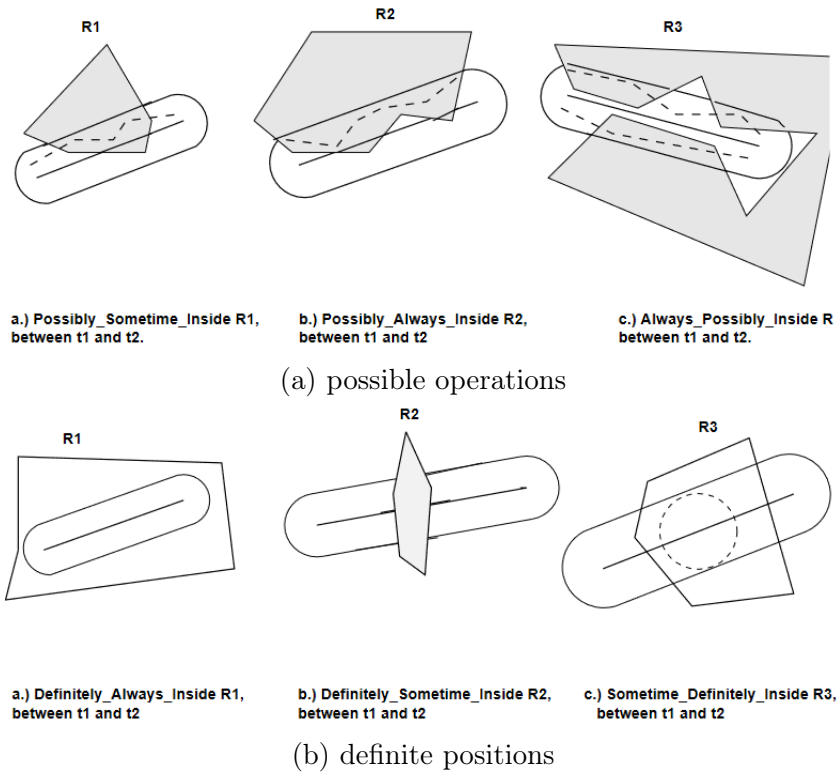 R1
R2
R3
a.) Possibly_Sometime_Inside R1,
between t1 and t2.
b.) Possibly_Always_Inside R2,
between t1 and t2
c.) Always_Possibly_Inside R
between t1 and t2.
(a) possible operations
R1
R2
R3
a.) Definitely_Always_Inside R1,
between t1 and t2
b.) Definitely_Sometime_Inside R2,
between t1 and t2
c.) Sometime_Definitely_Inside R3,
between t1 and t2
(b) definite positions